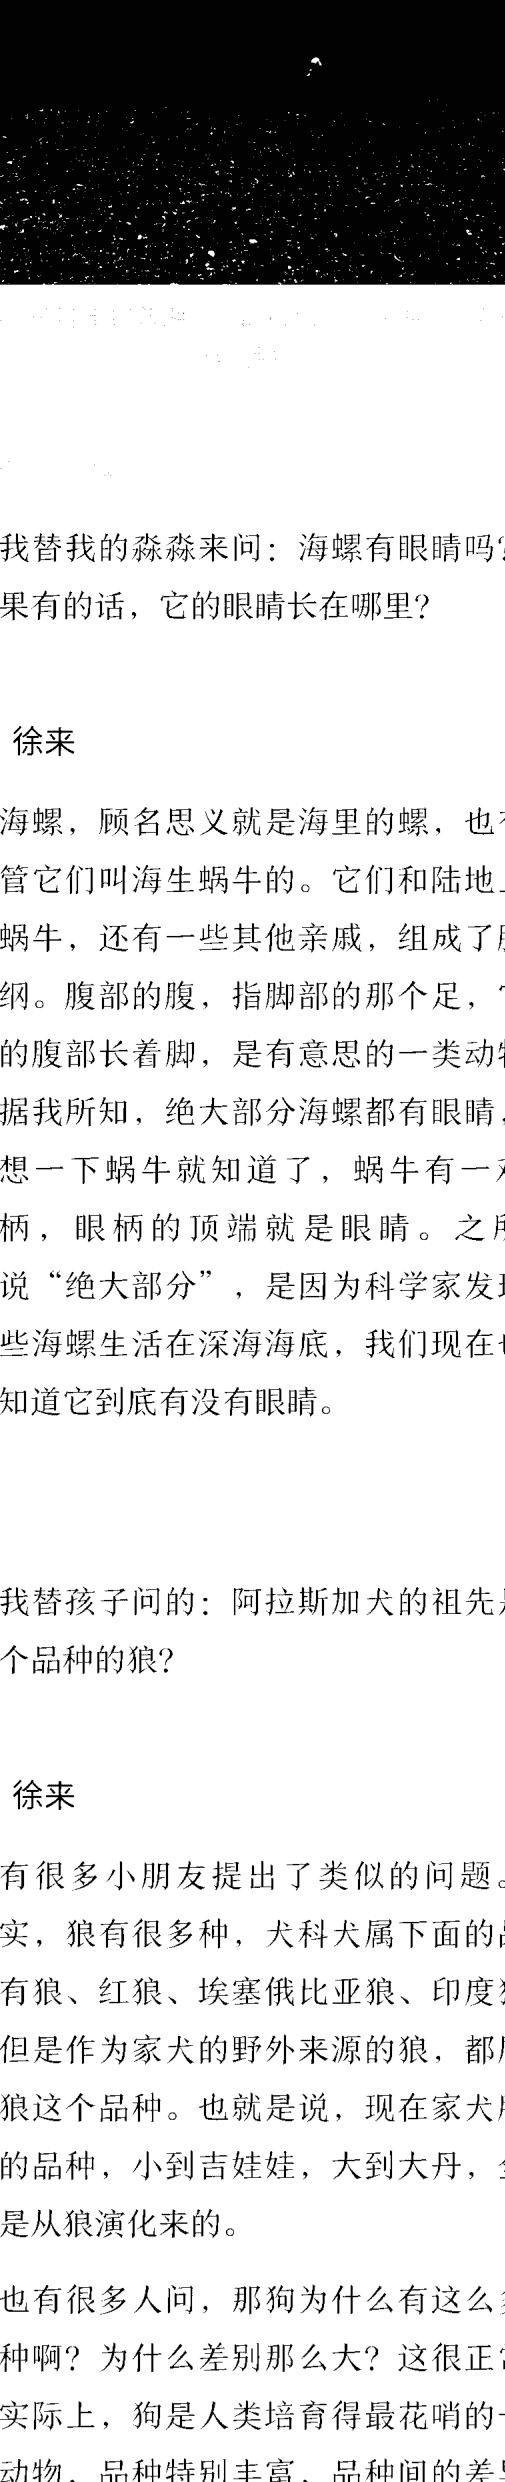 我替我的淼淼来问：海螺有眼睛吗？
果有的话，它的眼睛长在哪里？
徐来
海螺，顾名思义就是海里的螺，也
管它们叫海生蜗牛的。它们和陆地
蜗牛，还有一些其他亲戚，组成了
纲。腹部的腹，指脚部的那个足，
的腹部长着脚，是有意思的一类动
据我所知，绝大部分海螺都有眼睛，
想一下蜗牛就知道了，蜗牛有一
柄，眼柄的顶端就是眼睛。之
说“绝大部分”，是因为科学家发
些海螺生活在深海海底，我们现在
知道它到底有没有眼睛。
我替孩子问的：阿拉斯加犬的祖先
个品种的狼？
徐来
有很多小朋友提出了类似的问题。
实，狼有很多种，犬科犬属下面的
有狼、红狼、埃塞俄比亚狼、印度
但是作为家犬的野外来源的狼，都
狼这个品种。也就是说，现在家犬
的品种，小到吉娃娃，大到大丹，
是从狼演化来的。
也有很多人问，那狗为什么有这么
种啊？为什么差别那么大？这很正
实际上，狗是人类培育得最花哨的
动物，品种特别丰富，品种间的差